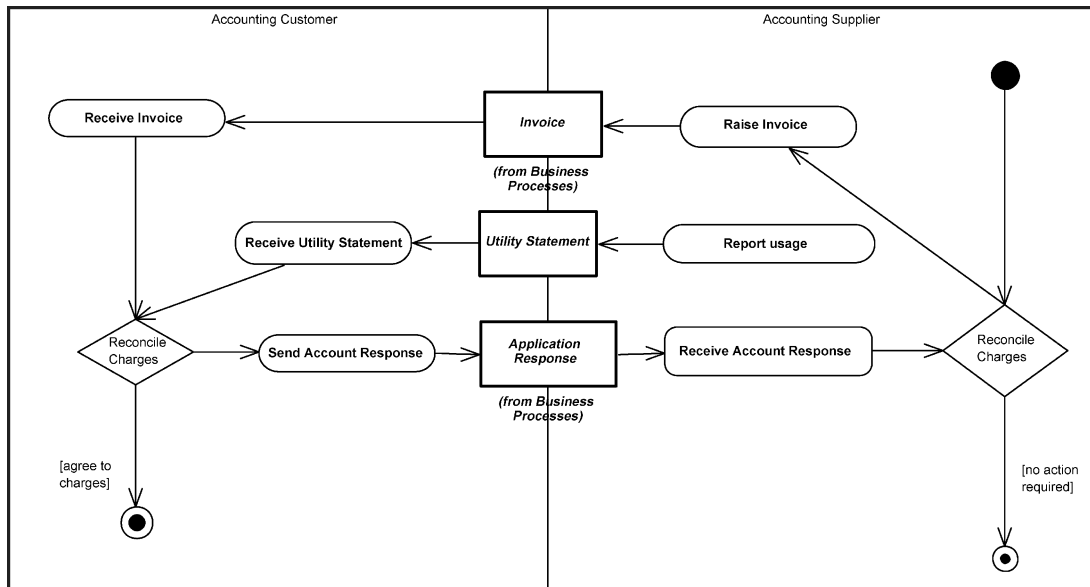 Accounting Customer
Accounting Supplier
Receive Invoice
Invoice
Raise Invoice
(from Business
Processes)
Receive Utility Statement
Utility Statement
Report usage
Reconcile
Charges
Send Account Response
Application
Response
Receive Account Response
Reconcile
Charges
(from Business
Processes)
[agree to
charges]
[no action
required]